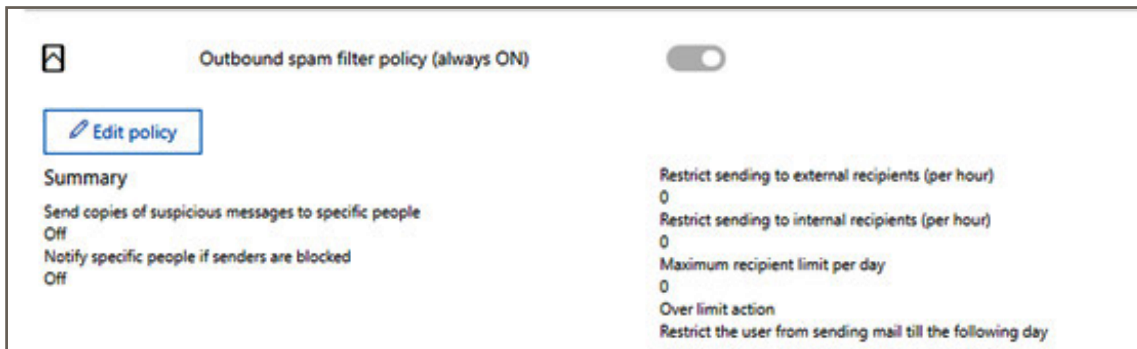 Outbound spam filter policy (always ON)
Edit policy
Summary
Send copies of suspicious messages to specific people
Off
Notify specific people if senders are blocked
Off
Restrict sending to external recipients (per hour)
0
Restrict sending to internal recipients (per hour)
0
Maximum recipient limit per day
0
Over limit action
Restrict the user from sending mail till the following day